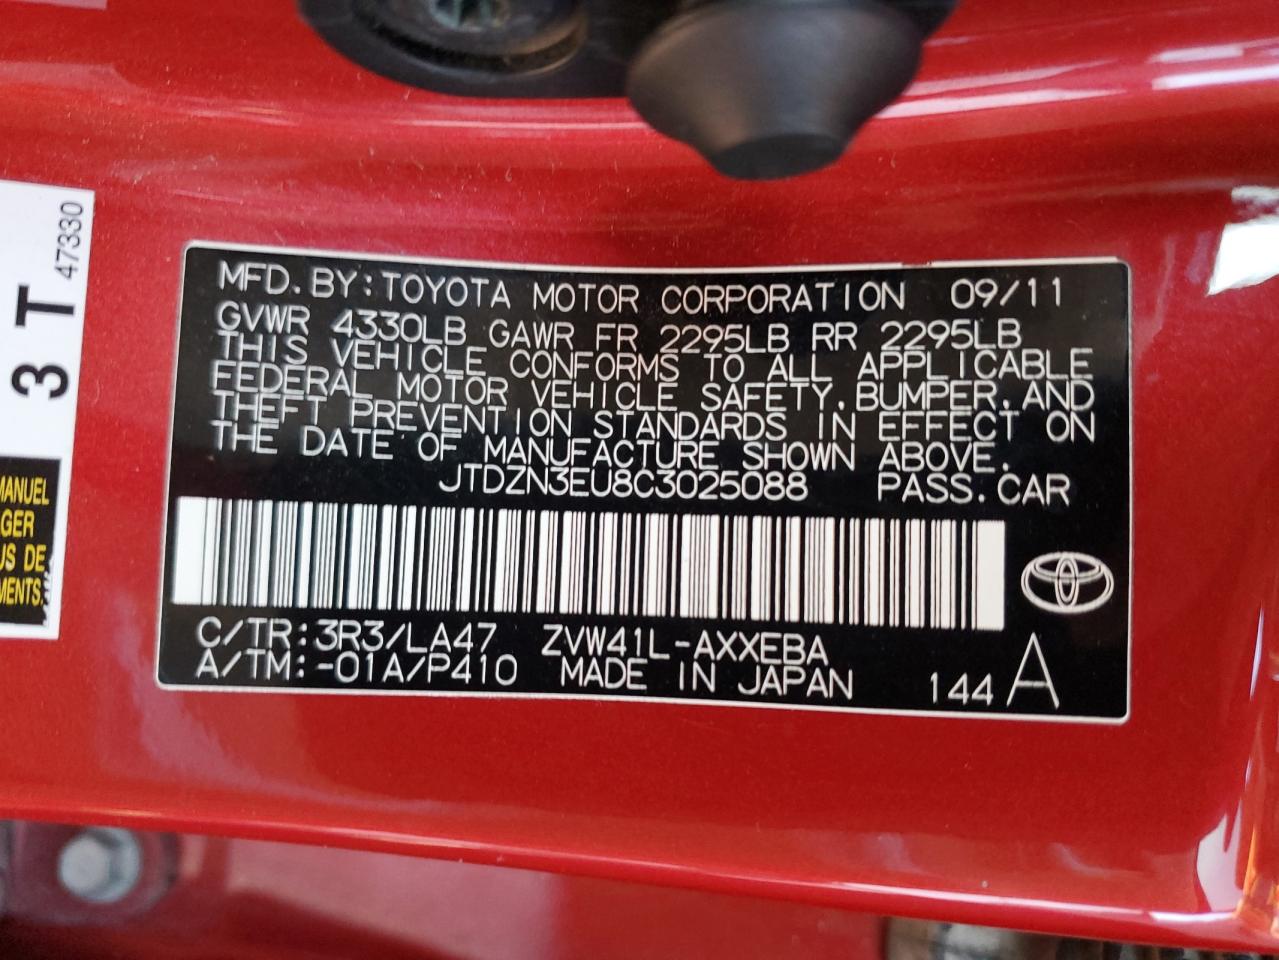 MFD. BY: TOYOTA MOTOR CORPORATION 09/11
GVWR 4330LB GAWR FR 2295LB RR 2295LB
THIS VEHICLE CONFORMS TO ALL APPLICABLE
FEDERAL MOTOR VEHICLE SAFETY, BUMPER, AND
THEFT PREVENTION STANDARDS IN EFFECT ON
THE DATE OF MANUFACTURE SHOWN ABOVE.
JTDZN3EU8C3025088 PASS. CAR
C/TR: 3R3/LA47 ZVW41L-AXXEBA
A/TM: -01A/P410 MADE IN JAPAN 144 A
3 T 47330
MANUEL
GER
US DE
MENTS.